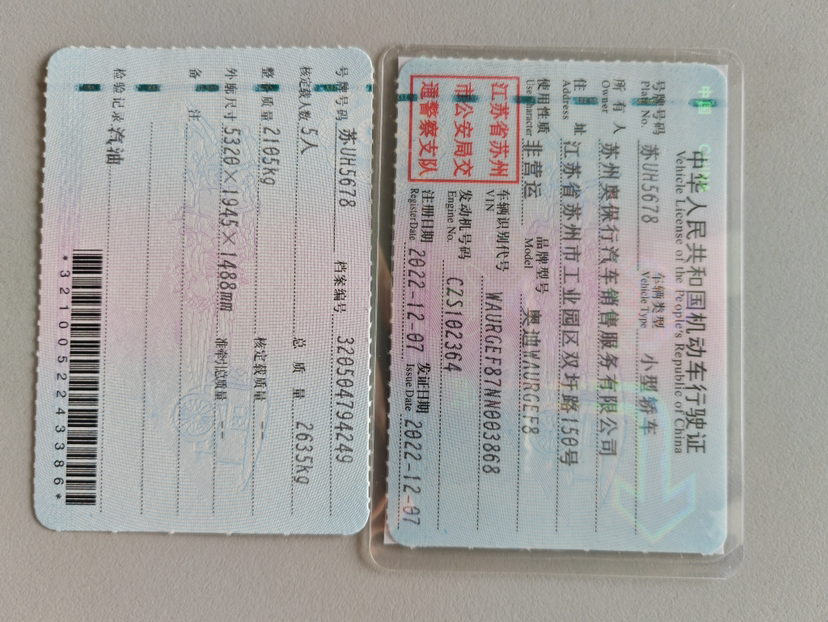 中华人民共和国机动车行驶证
Vehicle License of the People's Republic of China
号牌号码 苏UH5678 车辆类型 小型轿车
Plate No. Vehicle Type
所有人 苏州奥保行汽车销售服务有限公司
Owner
住址 江苏省苏州市工业园区双圩路150号
Address
使用性质 非营运 品牌型号 奥迪WAURGEF8
Use Character Model
江苏省苏州
市公安局交
通警察支队
车辆识别代号 WAURGEF87NN003868
VIN
发动机号码 CZS102364
Engine No.
注册日期 2022-12-07 发证日期 2022-12-07
Register Date Issue Date
号牌号码 苏UH5678 档案编号 320504794249
核定载人数 5人 总质量 2635kg
整备质量 2105kg 核定载质量 --
外廓尺寸 5320×1945×1488mm 准牵引总质量 --
备注
检验记录 汽油
*3210052243386*